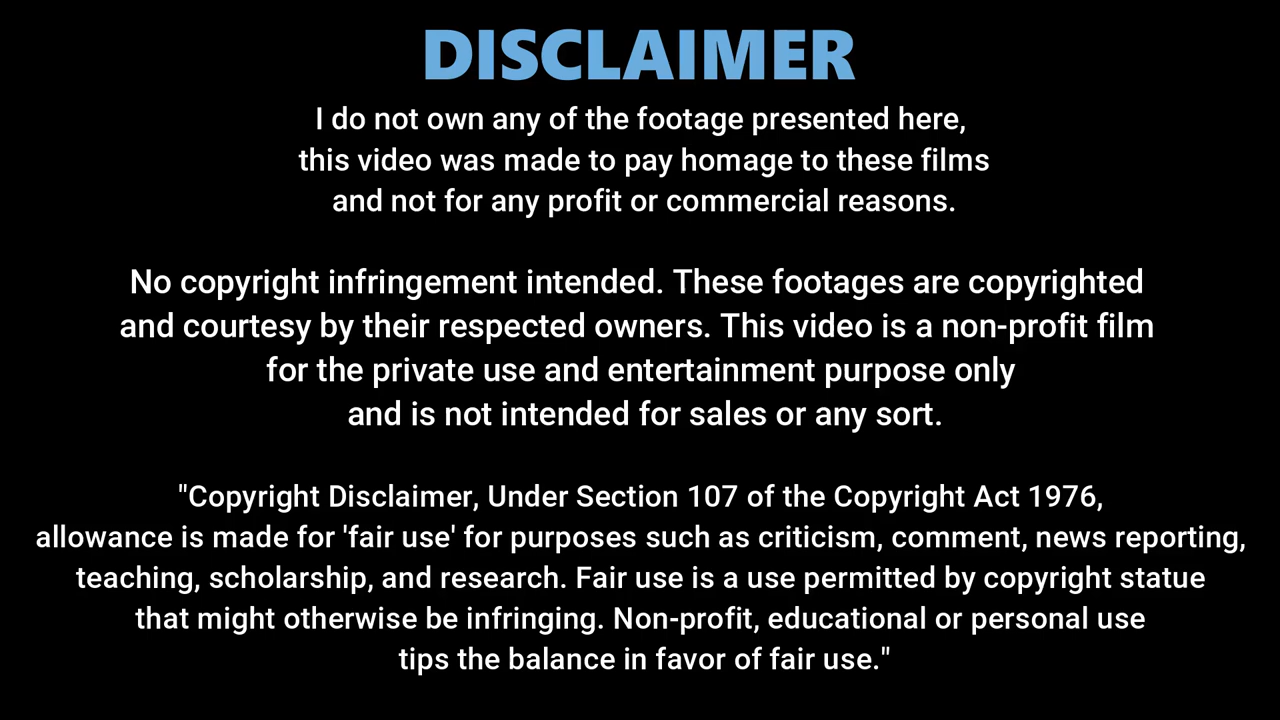 DISCLAIMER
I do not own any of the footage presented here,
this video was made to pay homage to these films
and not for any profit or commercial reasons.
No copyright infringement intended. These footages are copyrighted
and courtesy by their respected owners. This video is a non-profit film
for the private use and entertainment purpose only
and is not intended for sales or any sort.
"Copyright Disclaimer, Under Section 107 of the Copyright Act 1976,
allowance is made for 'fair use' for purposes such as criticism, comment, news reporting,
teaching, scholarship, and research. Fair use is a use permitted by copyright statue
that might otherwise be infringing. Non-profit, educational or personal use
tips the balance in favor of fair use."